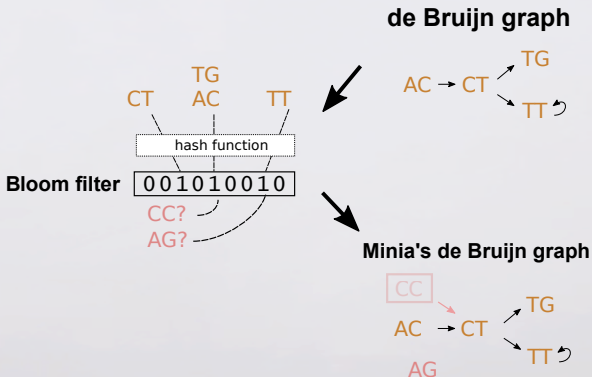 de Bruijn graph
TG
AC CT
TT
TG
CT AC TT
hash function
Bloom filter 001010010
CC?
AG?
Minia's de Bruijn graph
CC
TG
AC CT
TT
AG